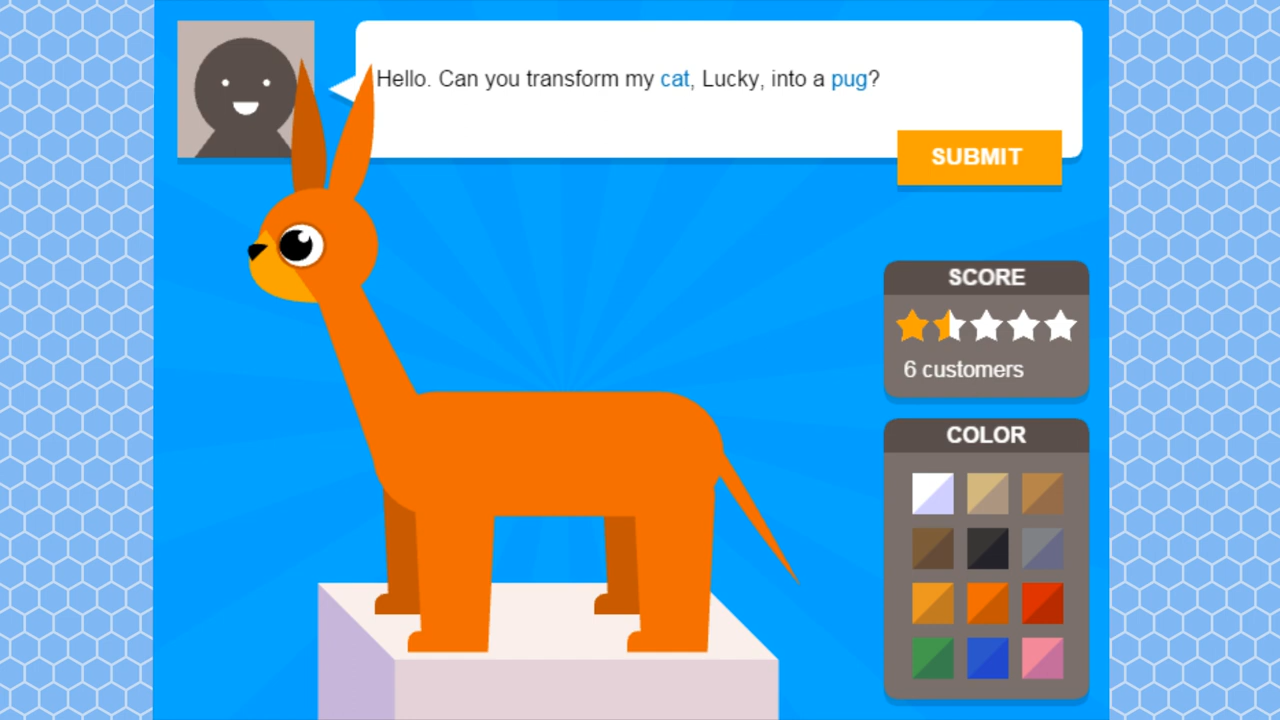 Hello. Can you transform my cat, Lucky, into a pug?
SUBMIT
SCORE
6 customers
COLOR